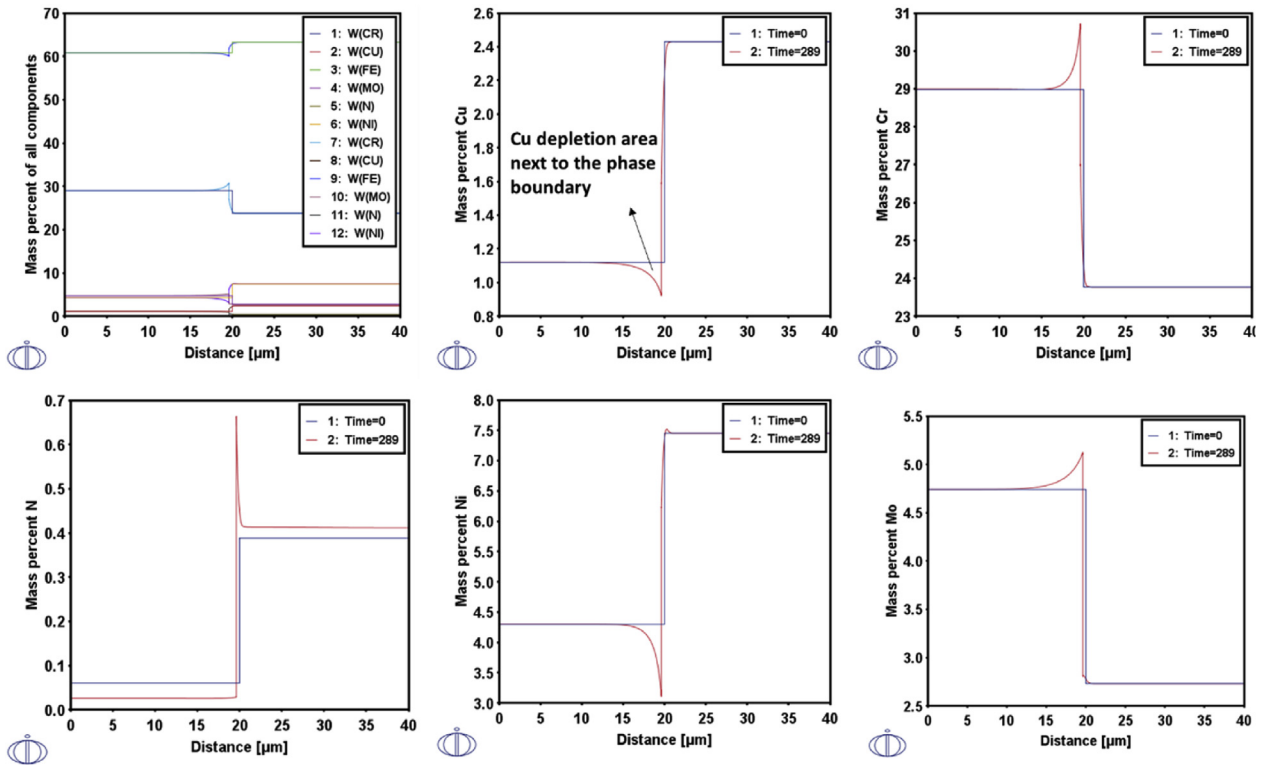 Mass percent of all components
70
60
50
40
30
20
10
0
1: W(CR)
2: W(CU)
3: W(FE)
4: W(MO)
5: W(N)
6: W(NI)
7: W(CR)
8: W(CU)
9: W(FE)
10: W(MO)
11: W(N)
12: W(NI)
0 5 10 15 20 25 30 35 40
Distance [µm]
Mass percent Cu
2.6
2.4
2.2
2.0
1.8
1.6
1.4
1.2
1.0
0.8
1: Time=0
2: Time=289
Cu depletion area
next to the phase
boundary
0 5 10 15 20 25 30 35 40
Distance [µm]
Mass percent Cr
31
30
29
28
27
26
25
24
23
1: Time=0
2: Time=289
0 5 10 15 20 25 30 35 40
Distance [µm]
Mass percent N
0.7
0.6
0.5
0.4
0.3
0.2
0.1
0.0
1: Time=0
2: Time=289
0 5 10 15 20 25 30 35 40
Distance [µm]
Mass percent Ni
8.0
7.5
7.0
6.5
6.0
5.5
5.0
4.5
4.0
3.5
3.0
1: Time=0
2: Time=289
0 5 10 15 20 25 30 35 40
Distance [µm]
Mass percent Mo
5.5
5.0
4.5
3.0
3.0
2.5
1: Time=0
2: Time=289
0 5 10 15 20 25 30 35 40
Distance [µm]